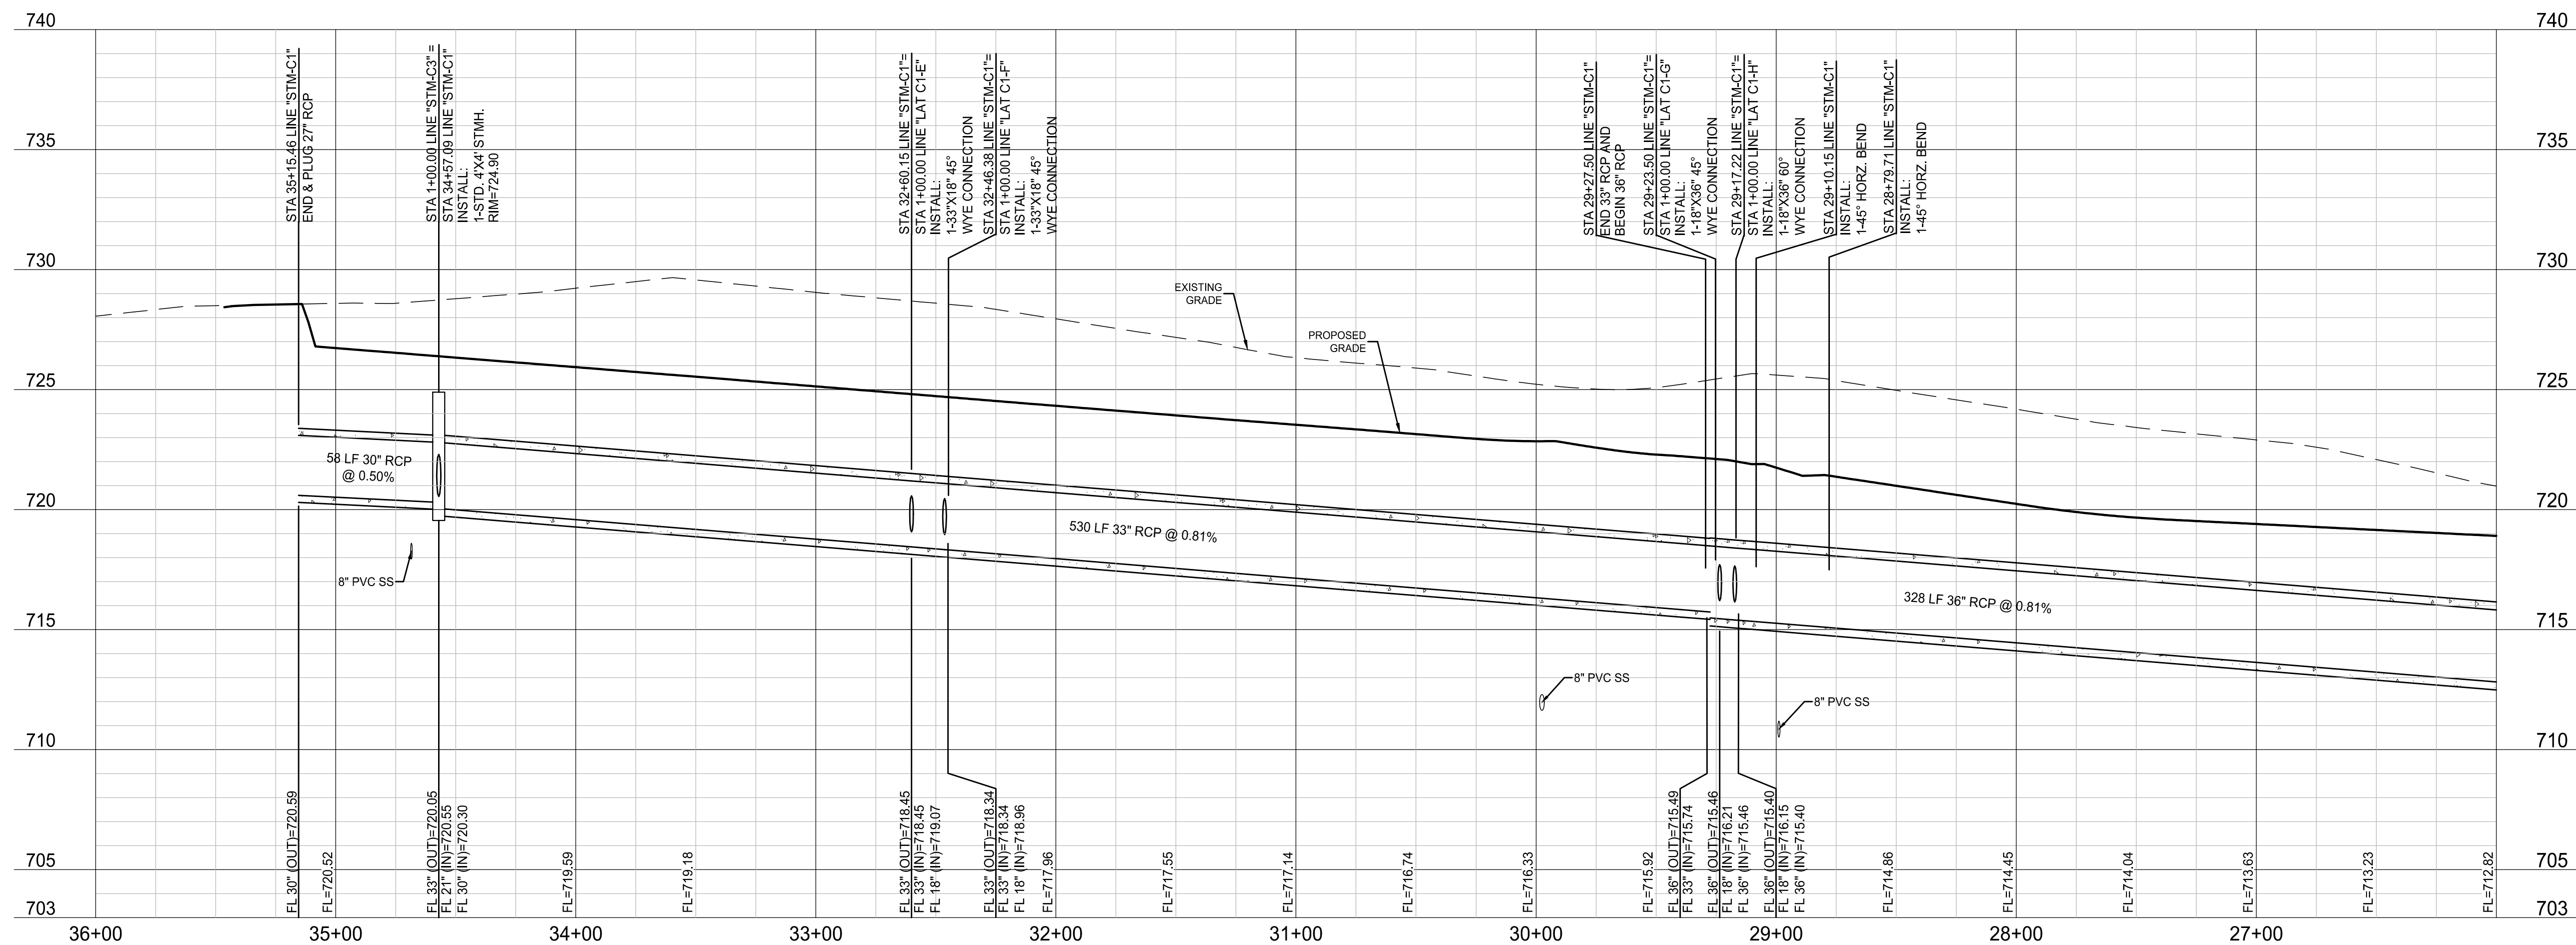 740
740
735
735
730
730
725
725
720
720
715
715
710
710
705
705
703
703
STA 35+15.46 LINE "STM-C1"
END & PLUG 27" RCP
STA 1+00.00 LINE "STM-C3" =
STA 34+57.09 LINE "STM-C1"
INSTALL:
1-STD. 4'X4' STMH.
RIM=724.90
STA 32+60.15 LINE "STM-C1"=
STA 1+00.00 LINE "LAT C1-E"
INSTALL:
1-33"X18" 45°
WYE CONNECTION
STA 32+46.38 LINE "STM-C1"=
STA 1+00.00 LINE "LAT C1-F"
INSTALL:
1-33"X18" 45°
WYE CONNECTION
STA 29+27.50 LINE "STM-C1"
END 33" RCP AND
BEGIN 36" RCP
STA 29+23.50 LINE "STM-C1"=
STA 1+00.00 LINE "LAT C1-G"
INSTALL:
1-18"X36" 45°
WYE CONNECTION
STA 29+17.22 LINE "STM-C1"=
STA 1+00.00 LINE "LAT C1-H"
INSTALL:
1-18"X36" 60°
WYE CONNECTION
STA 29+10.15 LINE "STM-C1"
INSTALL:
1-45° HORZ. BEND
STA 28+79.71 LINE "STM-C1"
INSTALL:
1-45° HORZ. BEND
EXISTING
GRADE
PROPOSED
GRADE
58 LF 30" RCP
@ 0.50%
530 LF 33" RCP @ 0.81%
328 LF 36" RCP @ 0.81%
8" PVC SS
8" PVC SS
8" PVC SS
FL 30" (OUT)=720.59
FL=720.52
FL 33" (OUT)=720.05
FL 21" (IN)=720.55
FL 30" (IN)=720.30
FL=719.59
FL=719.18
FL 33" (OUT)=718.45
FL 33" (IN)=718.45
FL 18" (IN)=719.07
FL 33" (OUT)=718.34
FL 33" (IN)=718.34
FL 18" (IN)=718.96
FL=717.96
FL=717.55
FL=717.14
FL=716.74
FL=716.33
FL=715.92
FL 36" (OUT)=715.49
FL 33" (IN)=715.74
FL 36" (OUT)=715.46
FL 18" (IN)=716.21
FL 36" (IN)=715.46
FL 36" (OUT)=715.40
FL 18" (IN)=716.15
FL 36" (IN)=715.40
FL=714.86
FL=714.45
FL=714.04
FL=713.63
FL=713.23
FL=712.82
36+00
35+00
34+00
33+00
32+00
31+00
30+00
29+00
28+00
27+00